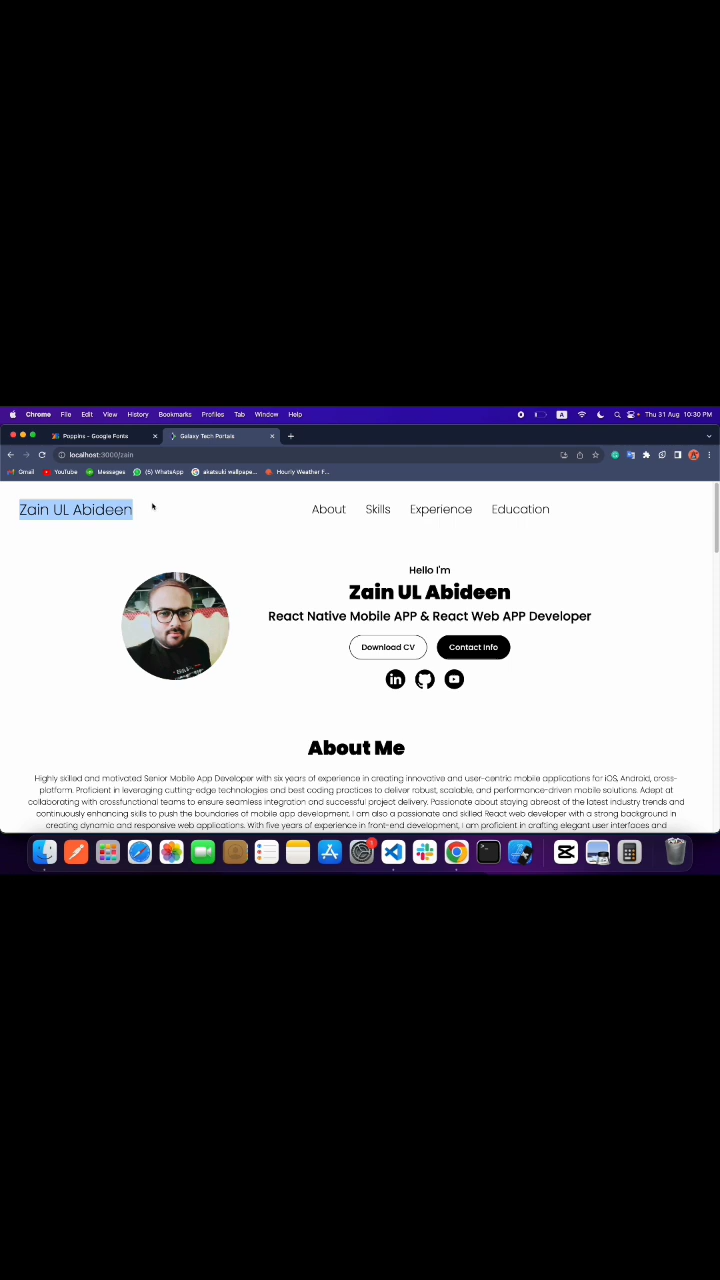 Chrome File Edit View History Bookmarks Profiles Tab Window Help A Thu 31 Aug 10:30 PM
Poppins - Google Fonts Galaxy Tech Portals
localhost:3000/zain
Gmail YouTube Messages (6) WhatsApp akatsuki wallpape... Hourly Weather F...
Zain UL Abideen About Skills Experience Education
Hello I'm
Zain UL Abideen
React Native Mobile APP & React Web APP Developer
Download CV Contact Info
in
About Me
Highly skilled and motivated Senior Mobile App Developer with six years of experience in creating innovative and user-centric mobile applications for iOS, Android, cross-
platform. Proficient in leveraging cutting-edge technologies and best coding practices to deliver robust, scalable, and performance-driven mobile solutions. Adept at
collaborating with crossfunctional teams to ensure seamless integration and successful project delivery. Passionate about staying abreast of the latest industry trends and
continuously enhancing skills to push the boundaries of mobile app development. I am also a passionate and skilled React web developer with a strong background in
creating dynamic and responsive web applications. With five years of experience in front-end development, I am proficient in crafting elegant user interfaces and
1